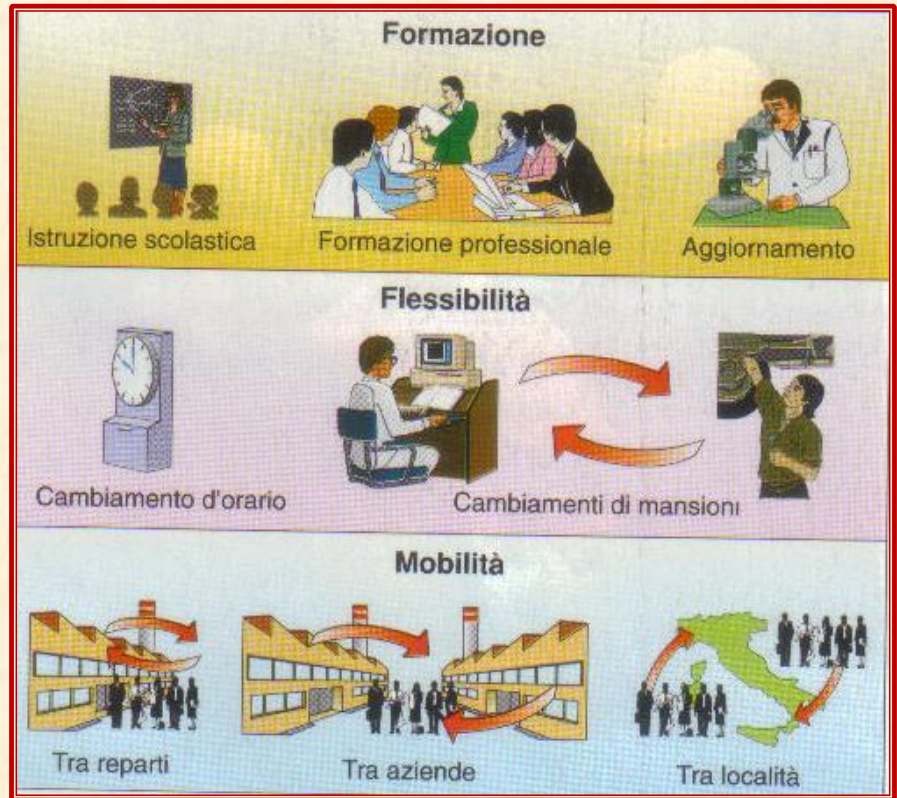 Formazione
Istruzione scolastica
Formazione professionale
Aggiornamento
Flessibilità
Cambiamento d'orario
Cambiamenti di mansioni
Mobilità
Tra reparti
Tra aziende
Tra località